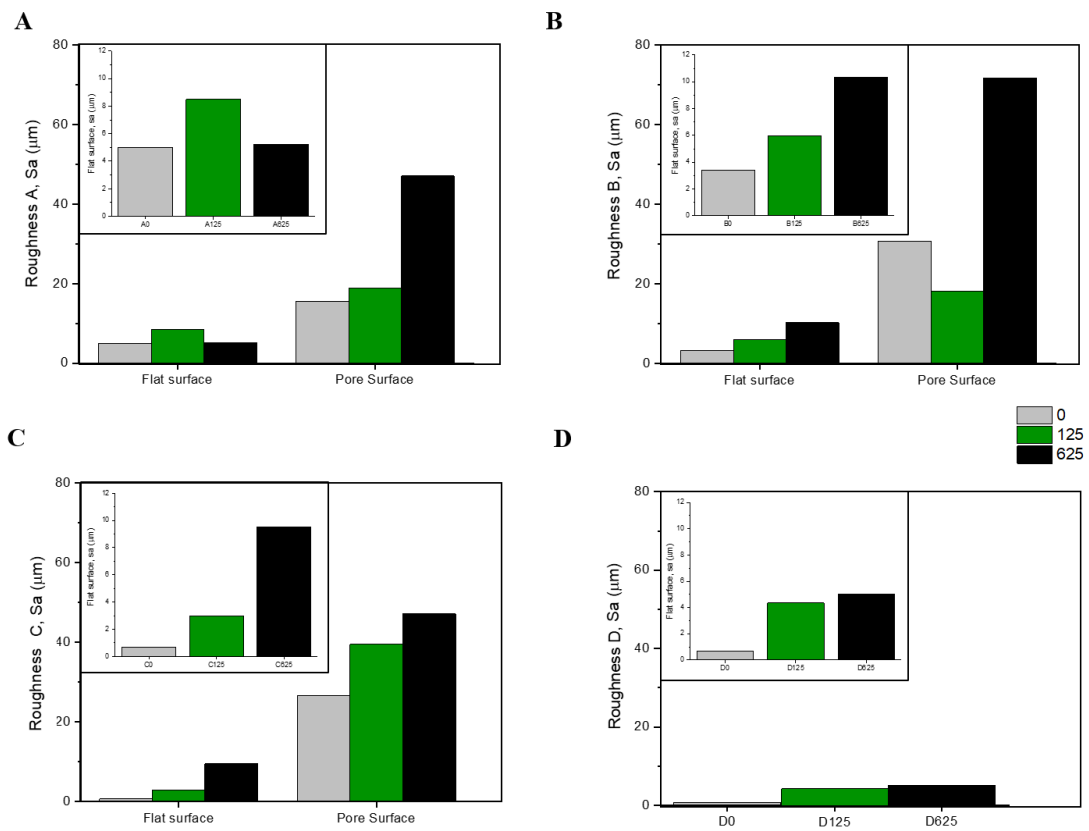 A
Roughness A, Sa (μm)
80
60
40
20
0
Flat surface, sa (μm)
12
10
8
6
4
2
0
A0 A125 A625
Flat surface Pore Surface
B
Roughness B, Sa (μm)
80
60
40
20
0
Flat surface, sa (μm)
12
10
8
6
4
2
0
B0 B125 B625
Flat surface Pore Surface
0
125
625
C
Roughness C, Sa (μm)
80
60
40
20
0
Flat surface, sa (μm)
12
10
8
6
4
2
0
C0 C125 C625
Flat surface Pore Surface
D
Roughness D, Sa (μm)
80
60
40
20
0
Flat surface, sa (μm)
12
10
8
6
4
2
0
D0 D125 D625
D0 D125 D625